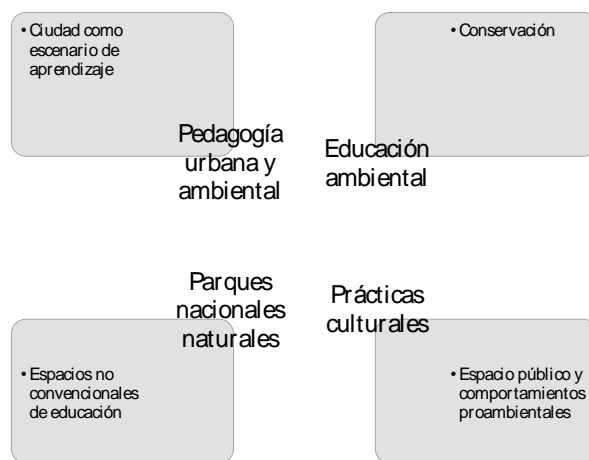 • Ciudad como
escenario de
aprendizaje
• Conservación
Pedagogía
urbana y
ambiental
Educación
ambiental
Parques
nacionales
naturales
Prácticas
culturales
• Espacios no
convencionales
de educación
• Espacio público y
comportamientos
proambientales